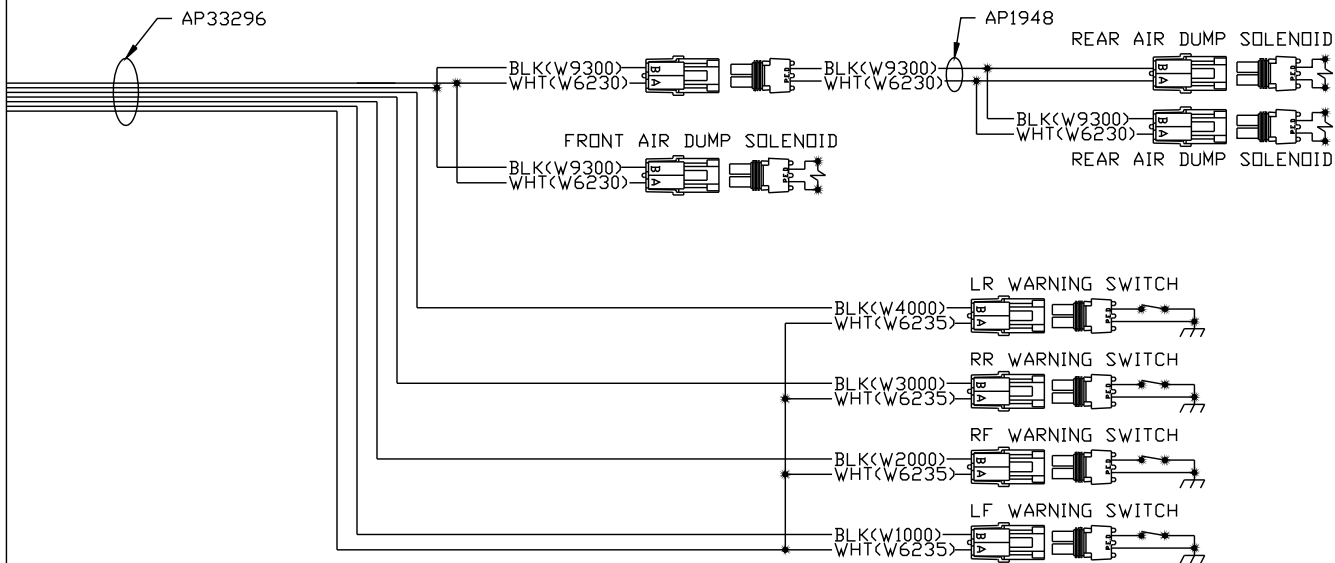 AP33296
AP1948
REAR AIR DUMP SOLENOID
BLK(W9300)
WHT(W6230)
B
A
BLK(W9300)
WHT(W6230)
B
A
BLK(W9300)
WHT(W6230)
B
A
REAR AIR DUMP SOLENOID
FRONT AIR DUMP SOLENOID
BLK(W9300)
WHT(W6230)
B
A
LR WARNING SWITCH
BLK(W4000)
WHT(W6235)
B
A
RR WARNING SWITCH
BLK(W3000)
WHT(W6235)
B
A
RF WARNING SWITCH
BLK(W2000)
WHT(W6235)
B
A
LF WARNING SWITCH
BLK(W1000)
WHT(W6235)
B
A